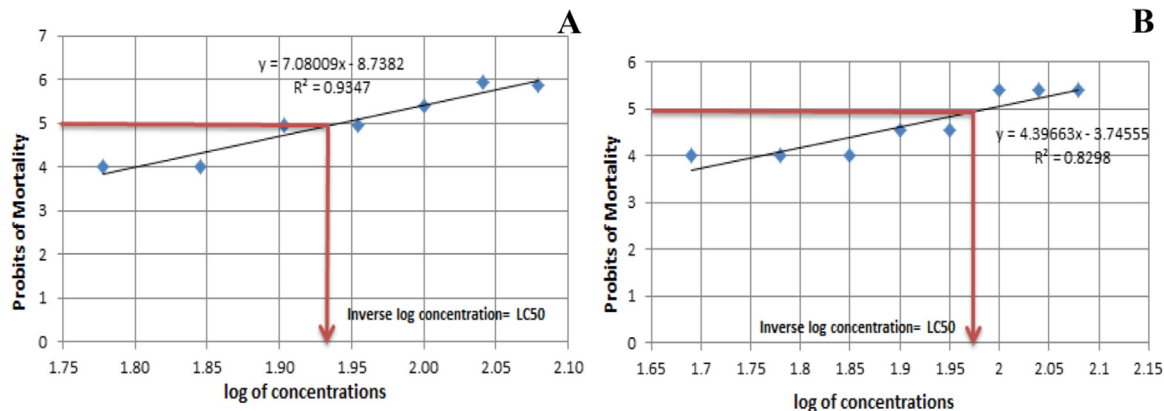 A
7
6
5
4
3
2
1
0
Probits of Mortality
y = 7.08009x - 8.7382
R² = 0.9347
Inverse log concentration= LC50
1.75 1.80 1.85 1.90 1.95 2.00 2.05 2.10
log of concentrations
B
6
5
4
3
2
1
0
Probits of Mortality
y = 4.39663x - 3.74555
R² = 0.8298
Inverse log concentration= LC50
1.65 1.7 1.75 1.8 1.85 1.9 1.95 2 2.05 2.1 2.15
log of concentrations